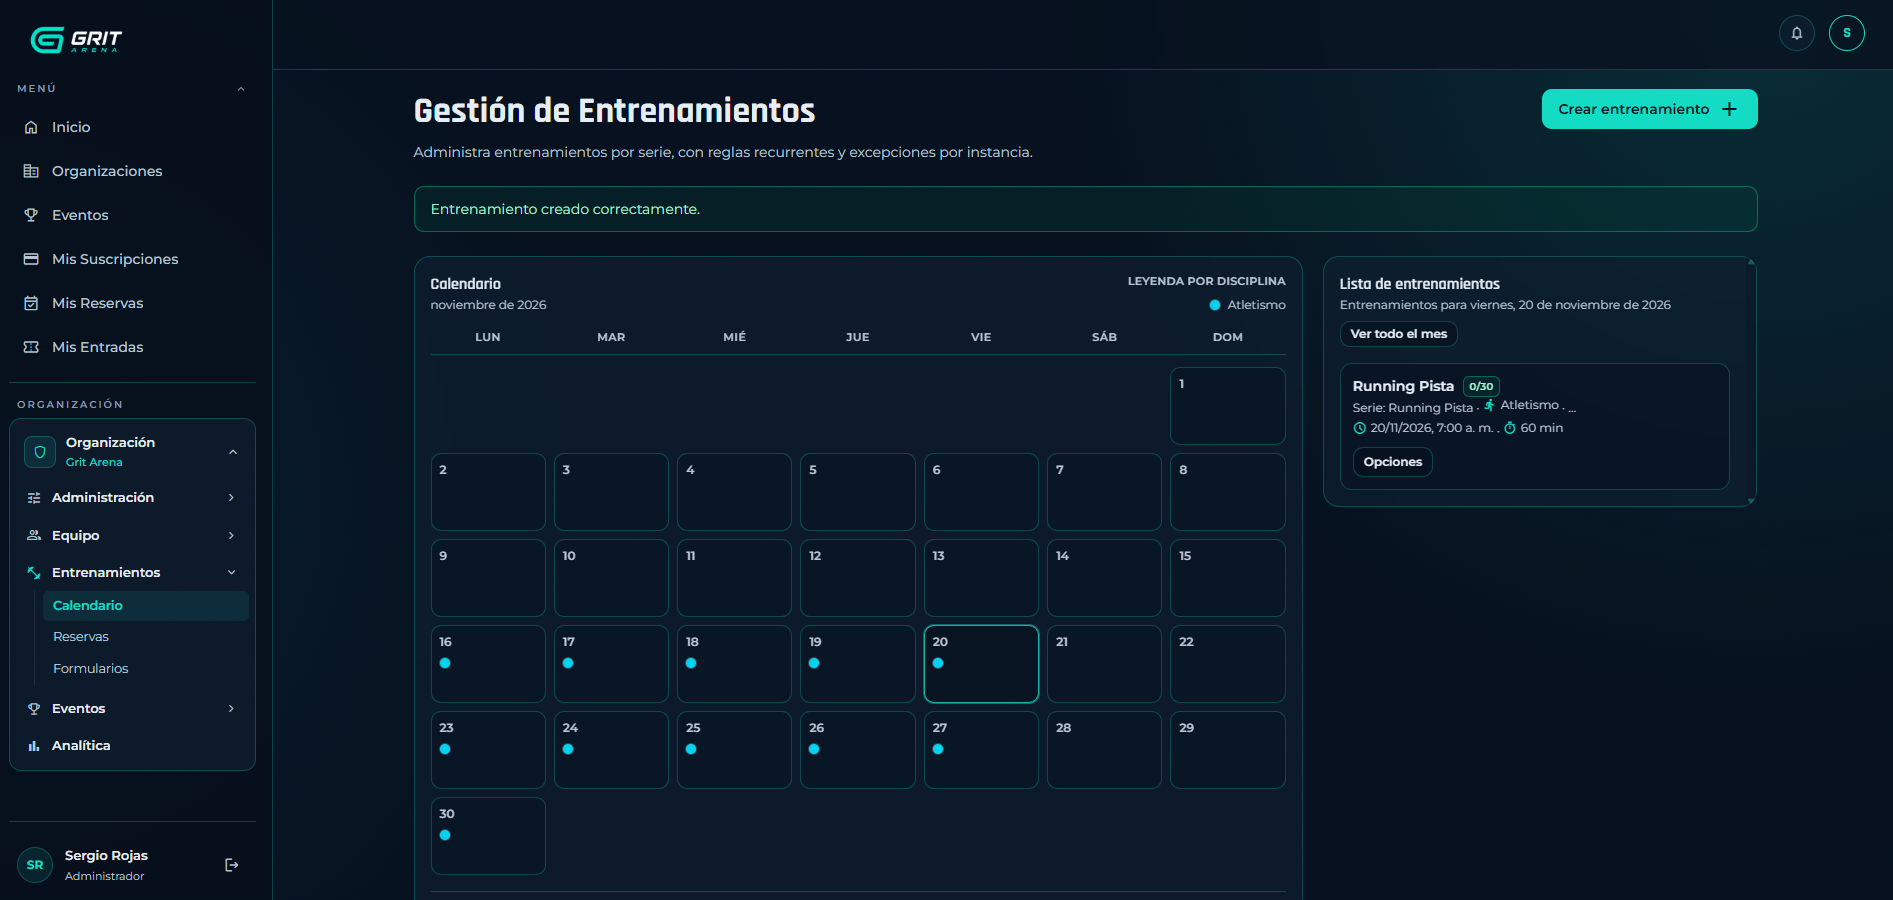 GRIT
ARENA
MENÚ
Inicio
Organizaciones
Eventos
Mis Suscripciones
Mis Reservas
Mis Entradas
ORGANIZACIÓN
Organización
Grit Arena
Administración
Equipo
Entrenamientos
Calendario
Reservas
Formularios
Eventos
Analítica
SR
Sergio Rojas
Administrador
S
Gestión de Entrenamientos
Crear entrenamiento
Administra entrenamientos por serie, con reglas recurrentes y excepciones por instancia.
Entrenamiento creado correctamente.
Calendario
noviembre de 2026
LEYENDA POR DISCIPLINA
Atletismo
LUN MAR MIÉ JUE VIE SÁB DOM
1
2 3 4 5 6 7 8
9 10 11 12 13 14 15
16 17 18 19 20 21 22
23 24 25 26 27 28 29
30
Lista de entrenamientos
Entrenamientos para viernes, 20 de noviembre de 2026
Ver todo el mes
Running Pista 0/30
Serie: Running Pista · Atletismo . ...
20/11/2026, 7:00 a. m. . 60 min
Opciones